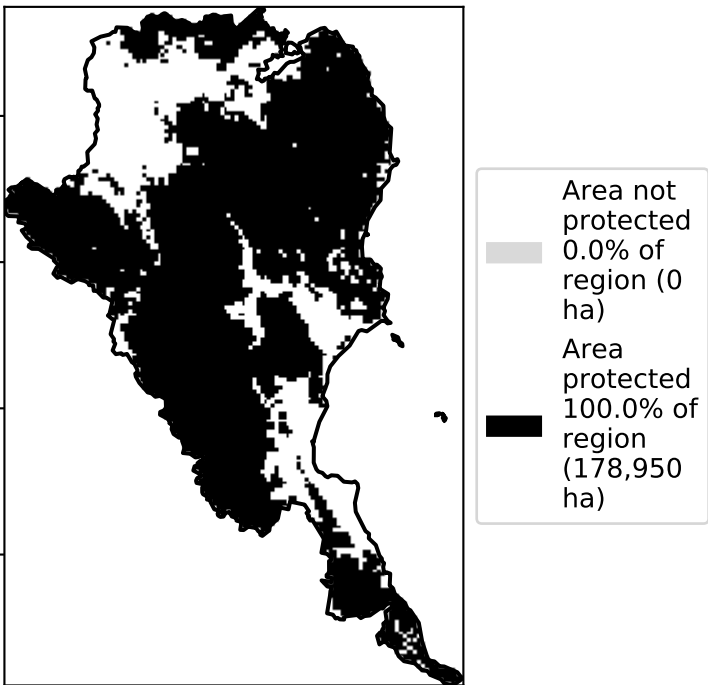 Area not
protected
0.0% of
region (0
ha)
Area
protected
100.0% of
region
(178,950
ha)